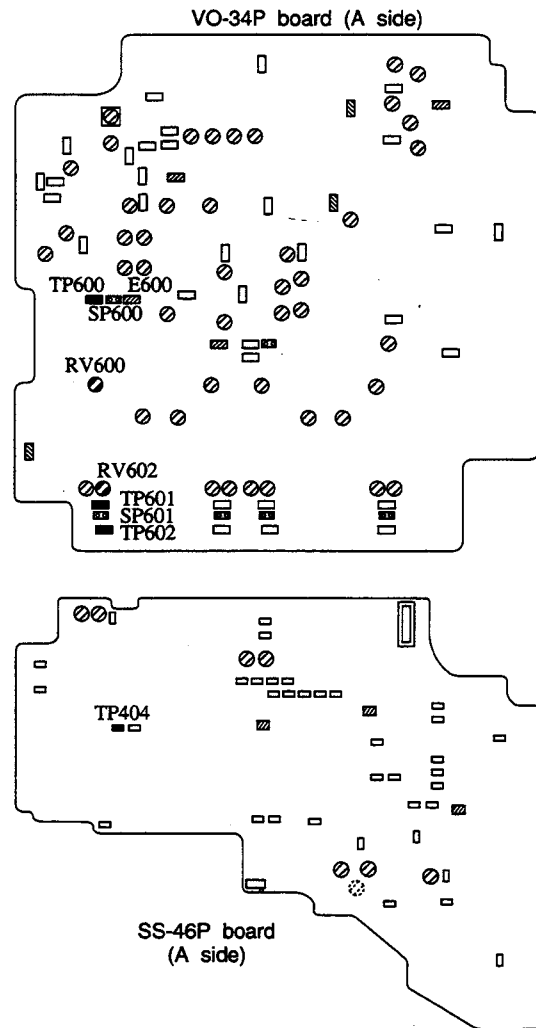 VO-34P board (A side)
TP600 E600
SP600
RV600
RV602
TP601
SP601
TP602
TP404
SS-46P board
(A side)